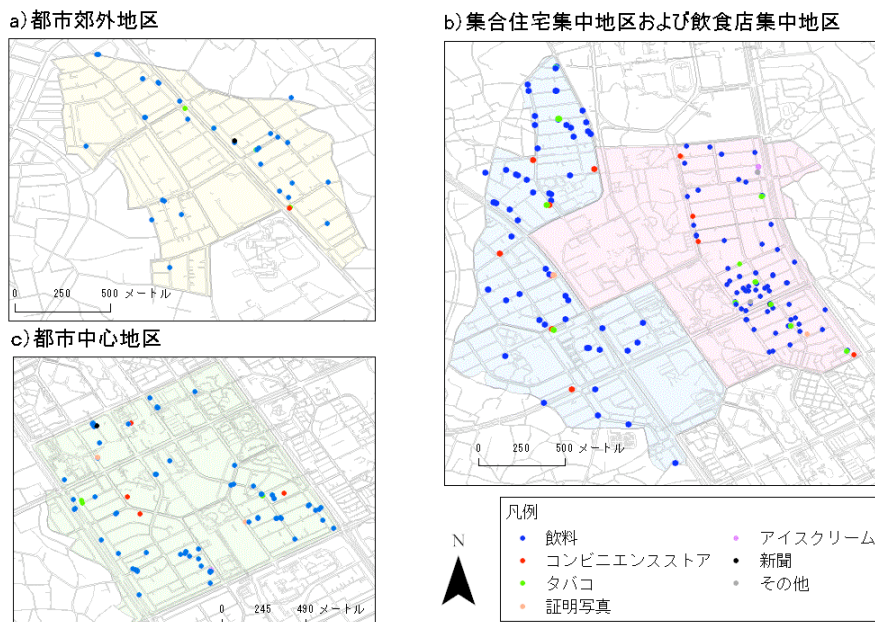 a)都市郊外地区
0 250 500 メートル
b)集合住宅集中地区および飲食店集中地区
0 250 500 メートル
c)都市中心地区
0 245 490 メートル
N
凡例
飲料
コンビニエンスストア
タバコ
証明写真
アイスクリーム
新聞
その他